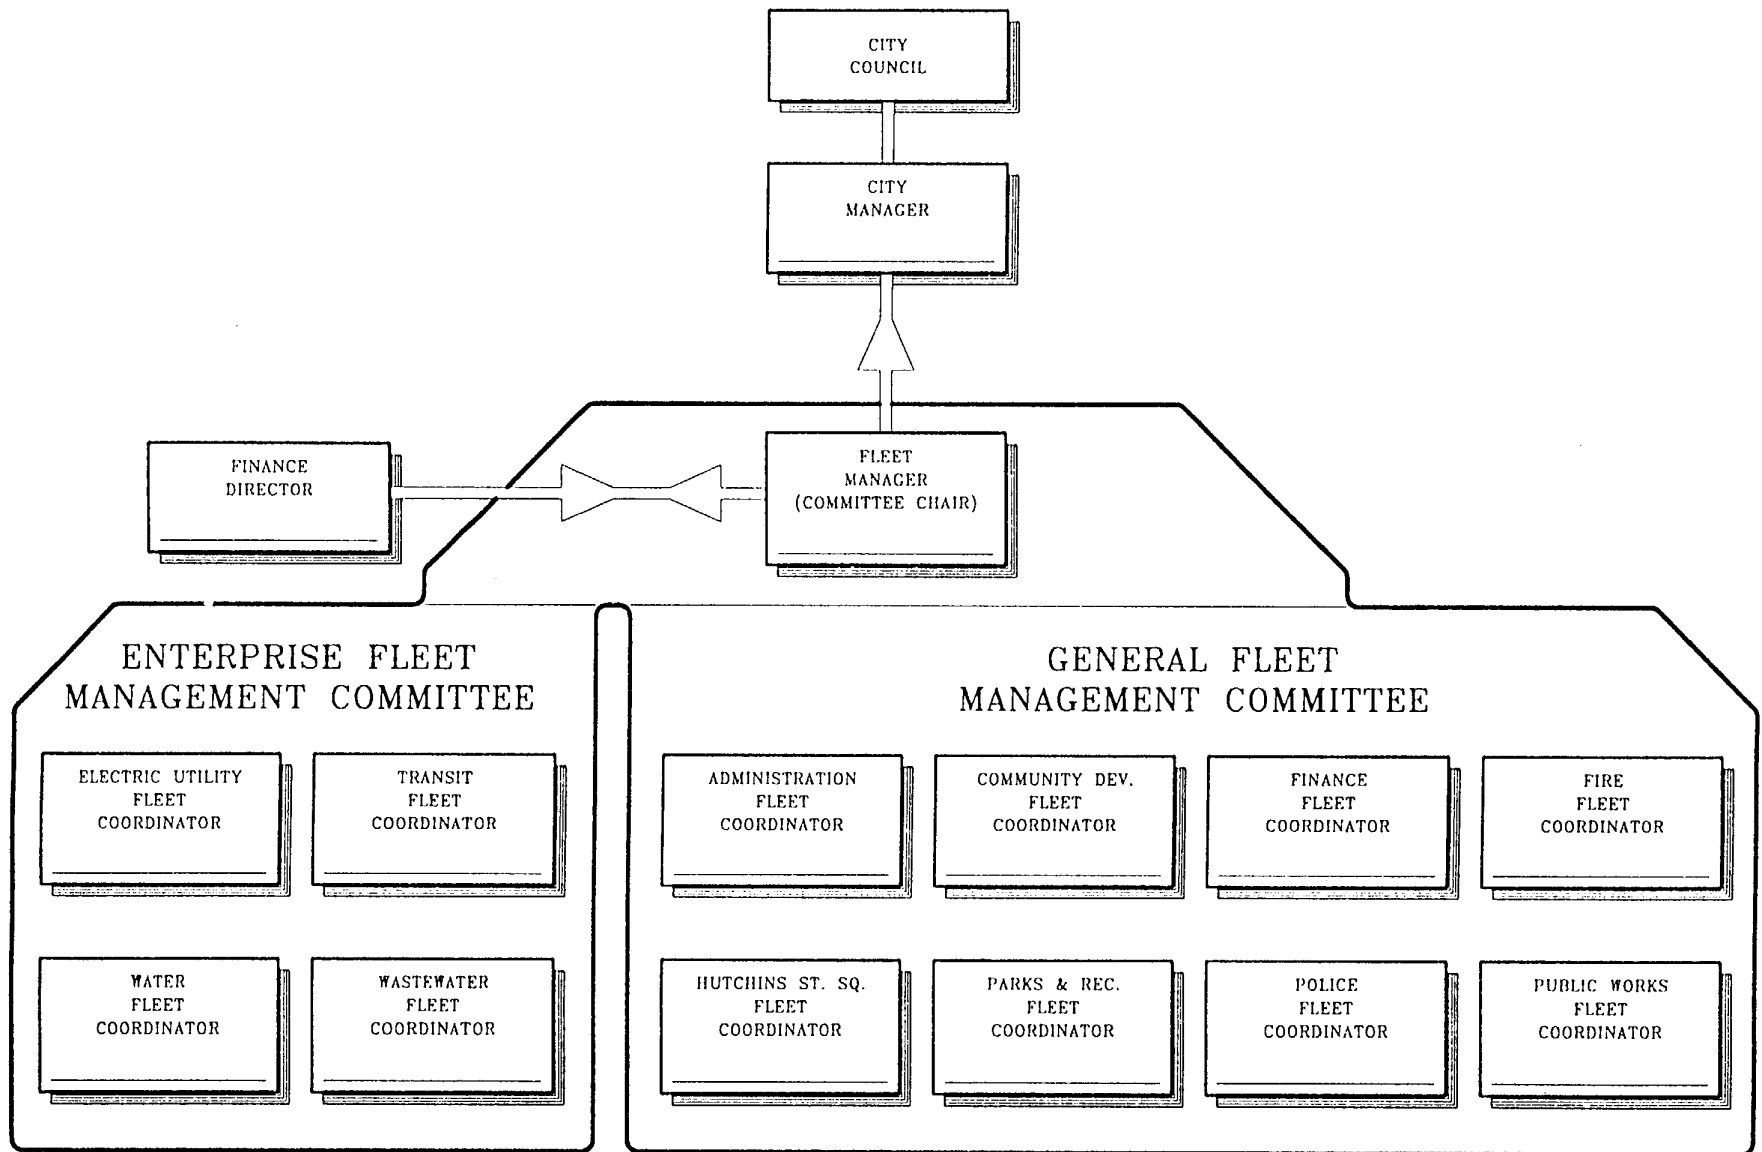 CITY
COUNCIL
CITY
MANAGER
FINANCE
DIRECTOR
FLEET
MANAGER
(COMMITTEE CHAIR)
ENTERPRISE FLEET
MANAGEMENT COMMITTEE
GENERAL FLEET
MANAGEMENT COMMITTEE
ELECTRIC UTILITY
FLEET
COORDINATOR
TRANSIT
FLEET
COORDINATOR
WATER
FLEET
COORDINATOR
WASTEWATER
FLEET
COORDINATOR
ADMINISTRATION
FLEET
COORDINATOR
COMMUNITY DEV.
FLEET
COORDINATOR
FINANCE
FLEET
COORDINATOR
FIRE
FLEET
COORDINATOR
HUTCHINS ST. SQ.
FLEET
COORDINATOR
PARKS & REC.
FLEET
COORDINATOR
POLICE
FLEET
COORDINATOR
PUBLIC WORKS
FLEET
COORDINATOR